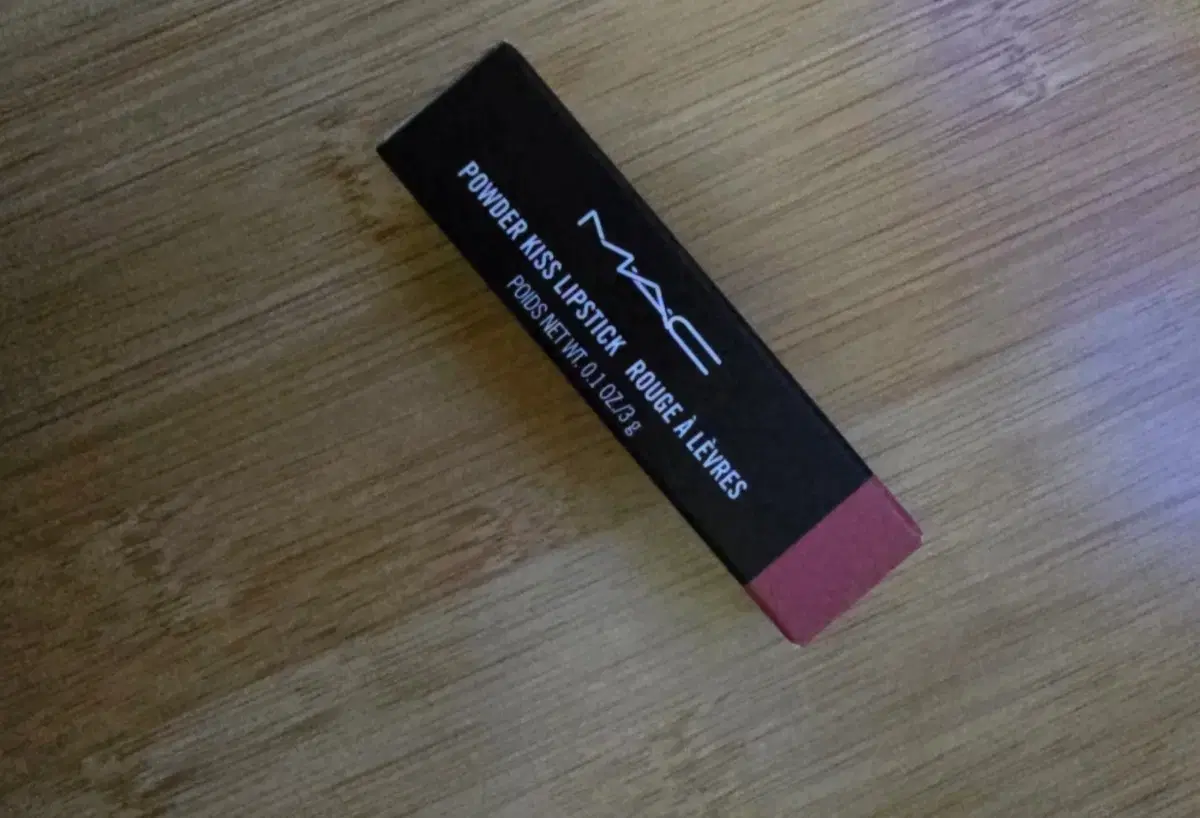 MAC
POWDER KISS LIPSTICK ROUGE À LÈVRES
POIDS NET WT. 0.1 OZ/3 g